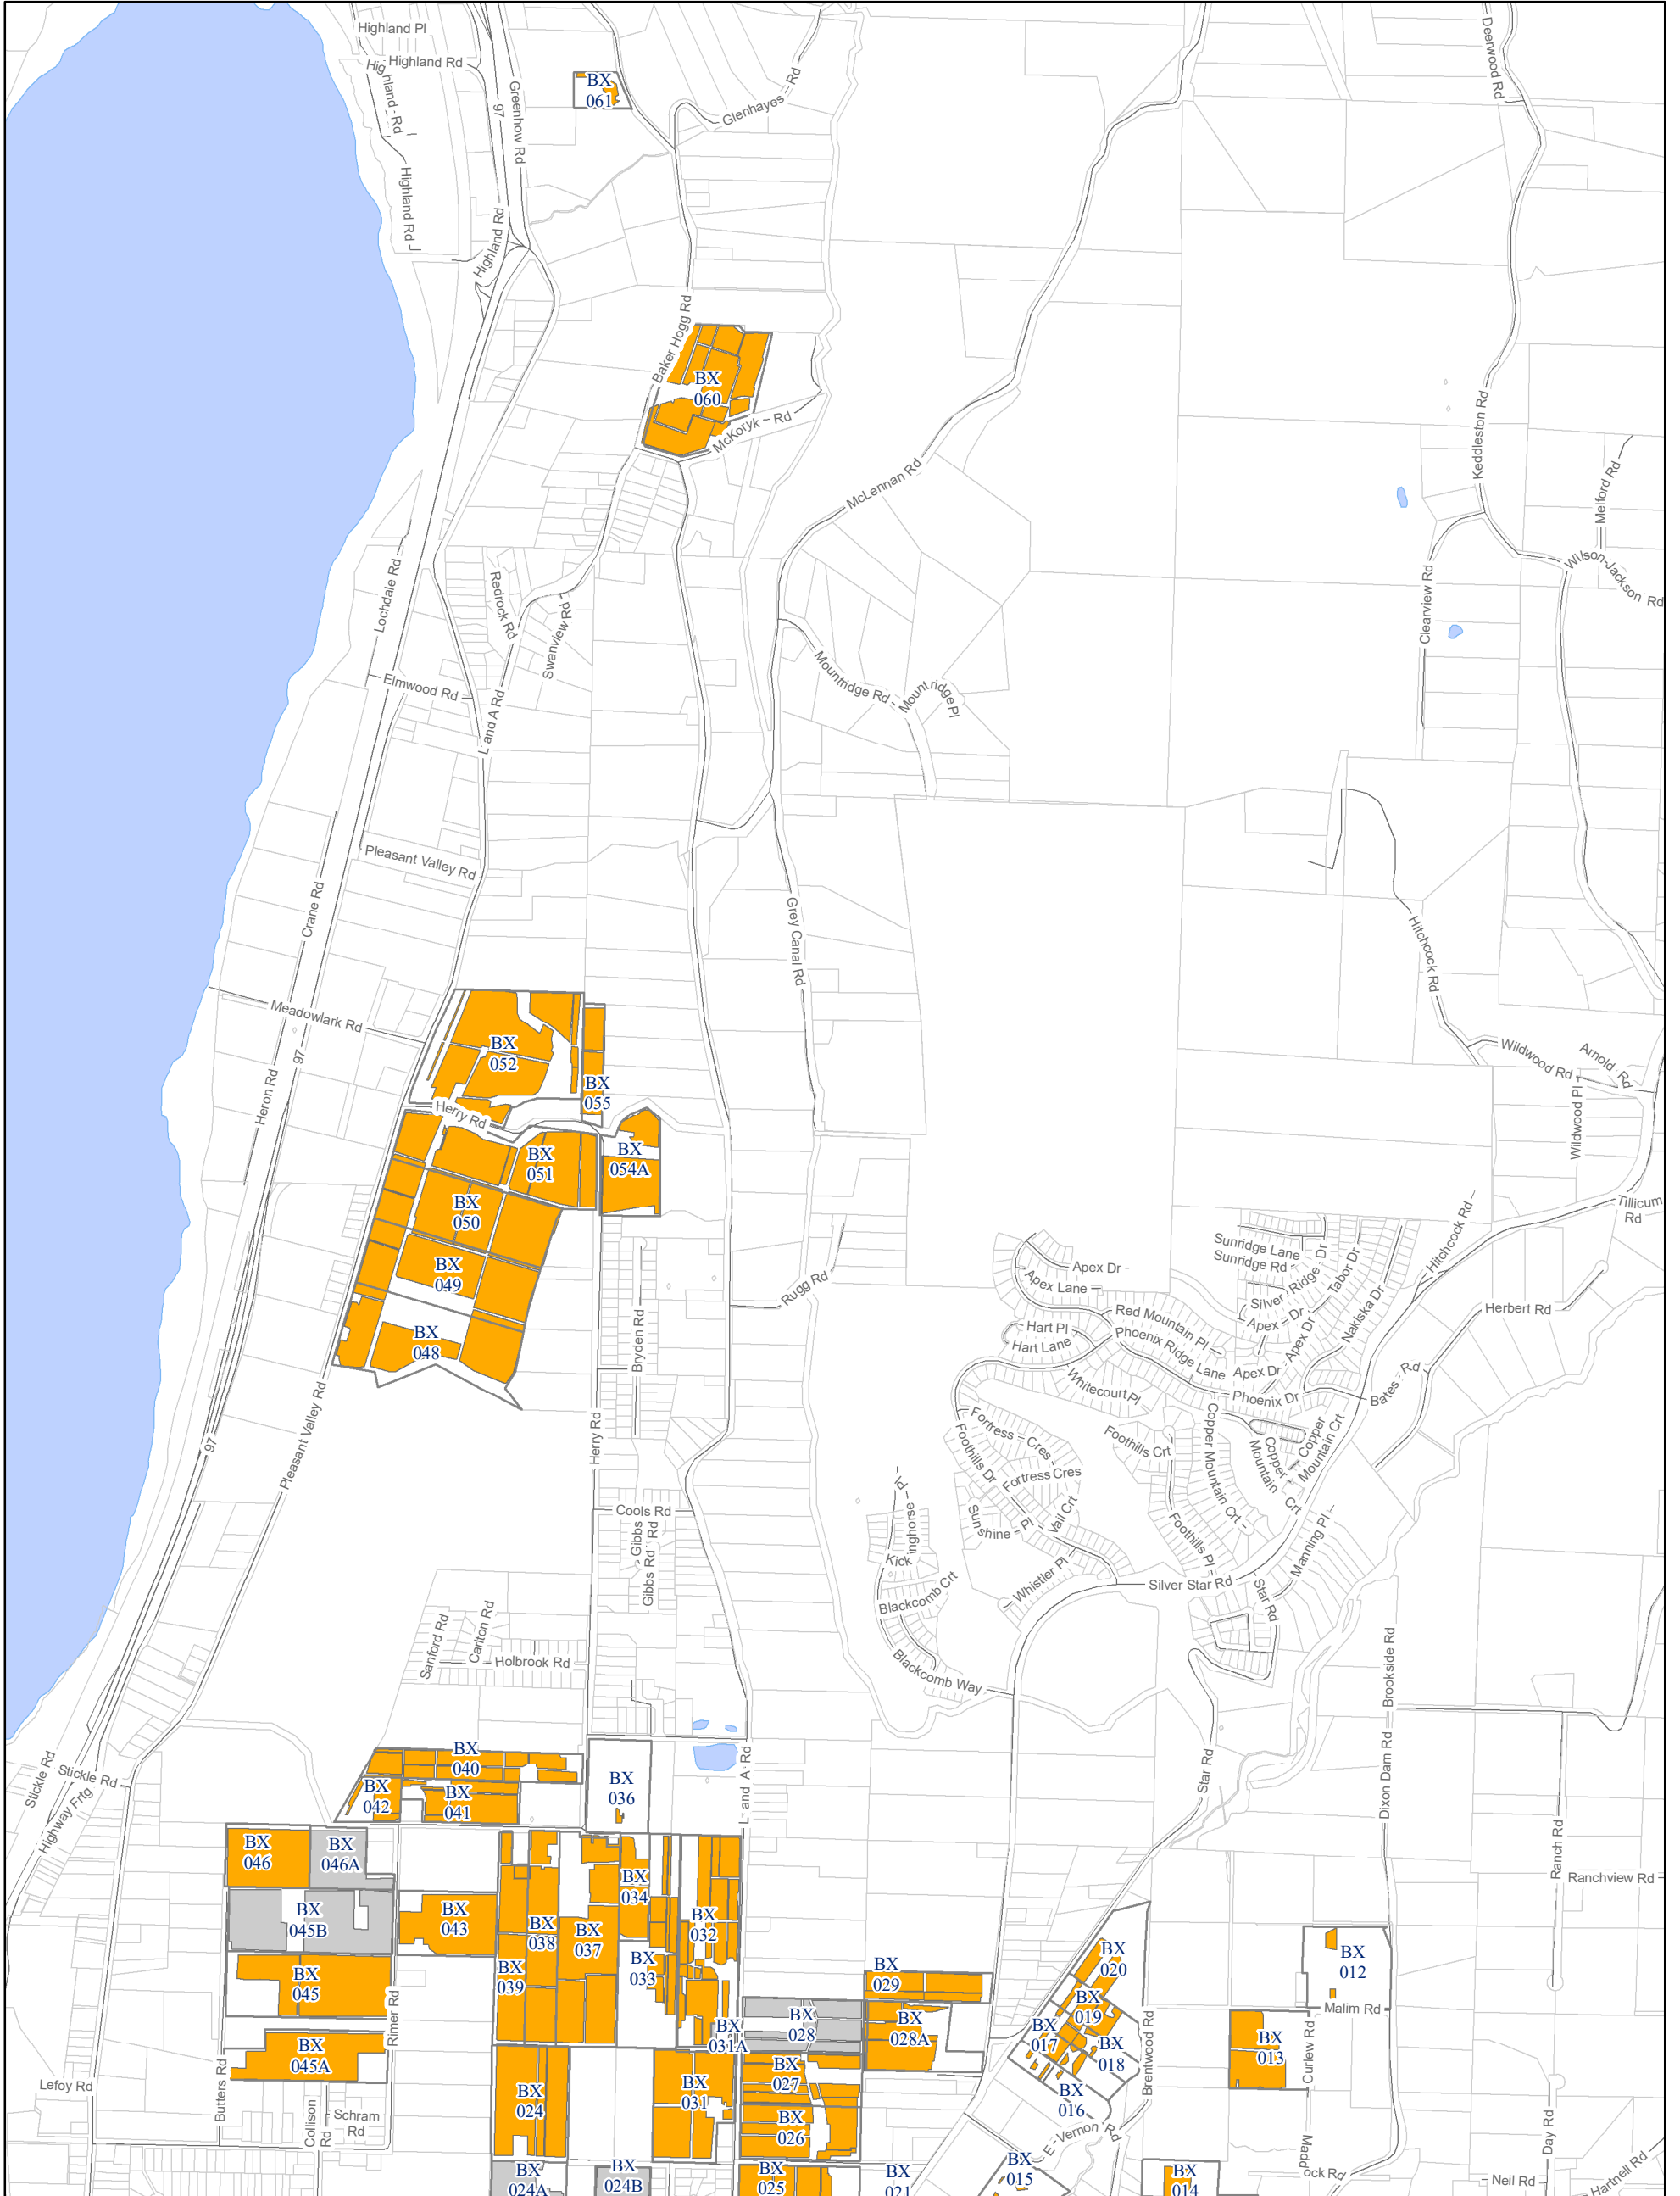 Highland Pl
Highland Rd
Highland Rd
Highland Rd
97
Greenhow Rd
BX
061
Glenhayes Rd
Deerwood Rd
Highland Rd
Baker Hogg Rd
BX
060
McKoryk Rd
McLennan Rd
Keddleston Rd
Melford Rd
Wilson-Jackson Rd
Clearview Rd
Lochdale Rd
Redrock Rd
Swanview Rd
Elmwood Rd
L and A Rd
Mountridge Rd
Mountridge Pl
Pleasant Valley Rd
Crane Rd
Grey Canal Rd
Hitchcock Rd
Meadowlark Rd
97
Heron Rd
BX
052
BX
055
Herry Rd
BX
051
BX
054A
Wildwood Rd
Arnold Rd
Wildwood Pl
BX
050
BX
049
BX
048
Tillicum
Rd
Hitchcock Rd
Sunridge Lane
Sunridge Rd
Silver Ridge Dr
Tabor Dr
Nakiska Dr
Apex Dr
Apex Lane
Apex Dr
Apex Dr
Rugg Rd
Herbert Rd
Red Mountain Pl
Hart Pl
Hart Lane
Phoenix Ridge Lane
Apex Dr
Phoenix Dr
Bates Rd
Whitecourt Pl
Bryden Rd
Pleasant Valley Rd
97
Herry Rd
Fortress Cres
Fortress Cres
Foothills Dr
Foothills Crt
Copper Mountain Crt
Copper
Mountain Crt
Copper
Mountain Crt
Sunshine Pl
Vail Crt
Foothills Pl
Manning Pl
Cools Rd
Gibbs Rd
Gibbs Rd
Kickinghorse Pl
Blackcomb Crt
Whistler Pl
Silver Star Rd
Star Rd
Sanford Rd
Carlton Rd
Holbrook Rd
Blackcomb Way
Brookside Rd
Star Rd
Dixon Dam Rd
L and A Rd
Stickle Rd
Stickle Rd
Highway Frtg
BX
040
BX
042
BX
041
BX
036
BX
046
BX
046A
BX
045B
BX
043
BX
038
BX
037
BX
034
BX
032
BX
033
BX
039
BX
045
Rimer Rd
BX
045A
Butters Rd
Lefoy Rd
Collison
Rd
Schram
Rd
BX
024
BX
031A
BX
031
BX
028
BX
029
BX
028A
BX
027
BX
026
BX
020
BX
019
BX
017
BX
018
BX
016
Brentwood Rd
BX
012
Malim Rd
BX
013
Curlew Rd
Ranch Rd
Ranchview Rd
Day Rd
E Vernon Rd
Maddock Rd
Neil Rd
Hartnell Rd
BX
024A
BX
024B
BX
025
BX
021
BX
015
BX
014